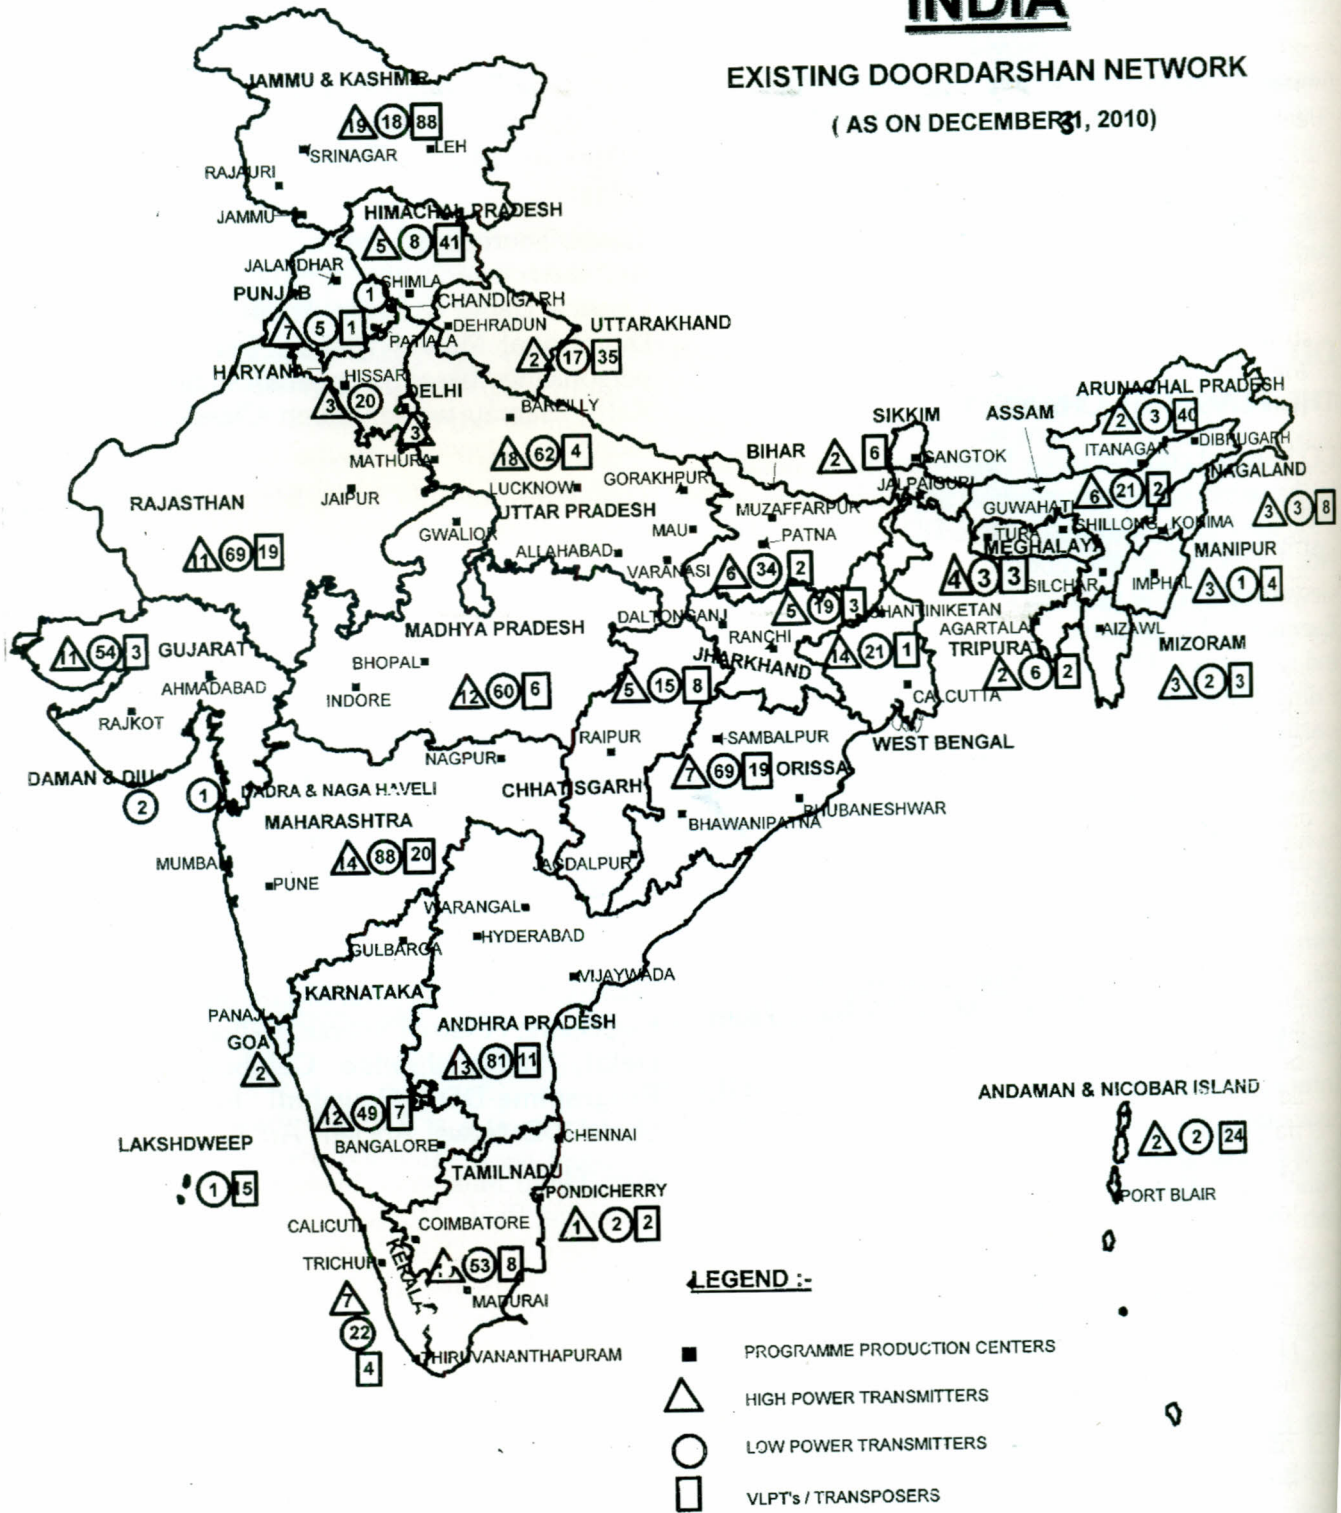 INDIA
EXISTING DOORDARSHAN NETWORK
( AS ON DECEMBER 31, 2010)
JAMMU & KASHMIR
19 18 88
SRINAGAR
LEH
RAJAURI
JAMMU
HIMACHAL PRADESH
5 8 41
JALANDHAR
SHIMLA
PUNJAB
1
CHANDIGARH
7 5 1
PATIALA
DEHRADUN
UTTARAKHAND
2 17 35
HARYANA
HISSAR
3 20
DELHI
3
BAREILLY
MATHURA
18 62 4
LUCKNOW
GORAKHPUR
UTTAR PRADESH
MAU
ALLAHABAD
VARANASI
RAJASTHAN
JAIPUR
11 69 19
GWALIOR
BIHAR
MUZAFFARPUR
PATNA
6 34 2
SIKKIM
2 6
GANGTOK
JALPAIGURI
ASSAM
ARUNACHAL PRADESH
2 3 40
ITANAGAR
DIBRUGARH
6 21 2
GUWAHATI
NAGALAND
3 3 8
KOHIMA
SHILLONG
TURA
MEGHALAYA
4 3 3
SILCHAR
MANIPUR
IMPHAL
3 1 4
AGARTALA
TRIPURA
2 6 2
AIZAWL
MIZORAM
3 2 3
DALTONGANJ
5 19 3
RANCHI
JHARKHAND
SHANTINIKETAN
14 21 1
CALCUTTA
WEST BENGAL
MADHYA PRADESH
BHOPAL
INDORE
12 60 6
5 15 8
RAIPUR
CHHATISGARH
JAGDALPUR
11 54 3
GUJARAT
AHMADABAD
RAJKOT
DAMAN & DIU
2
1
DADRA & NAGA HAVELI
NAGPUR
MAHARASHTRA
14 88 20
MUMBAI
PUNE
SAMBALPUR
7 69 19
ORISSA
BHUBANESHWAR
BHAWANIPATNA
WARANGAL
HYDERABAD
VIJAYWADA
ANDHRA PRADESH
13 81 11
GULBARGA
KARNATAKA
12 49 7
BANGALORE
PANAJI
GOA
2
LAKSHDWEEP
1 15
CHENNAI
TAMILNADU
PONDICHERRY
1 2 2
COIMBATORE
53 8
MADURAI
CALICUT
TRICHUR
KERALA
7
22
4
THIRUVANANTHAPURAM
ANDAMAN & NICOBAR ISLAND
2 2 24
PORT BLAIR
LEGEND :-
PROGRAMME PRODUCTION CENTERS
HIGH POWER TRANSMITTERS
LOW POWER TRANSMITTERS
VLPT's / TRANSPOSERS